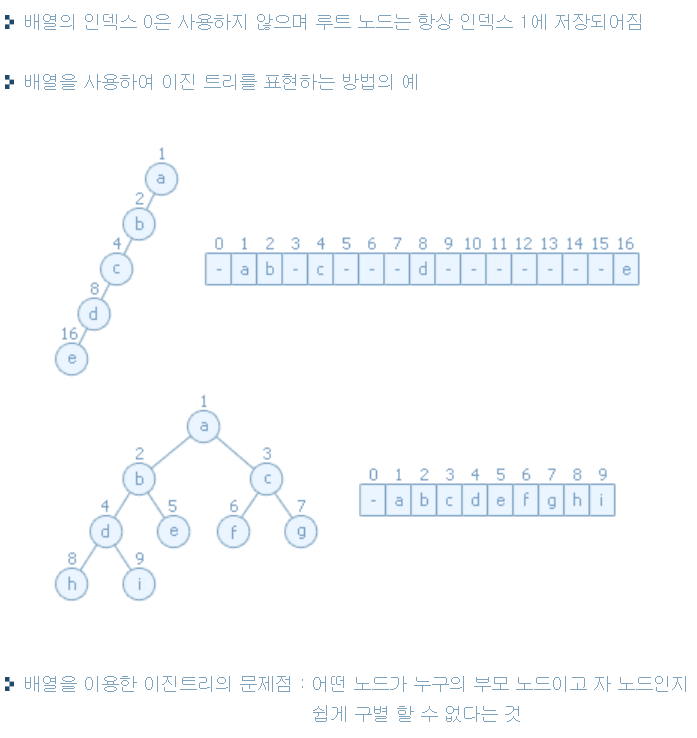 배열의 인덱스 0은 사용하지 않으며 루트 노드는 항상 인덱스 1에 저장되어짐
배열을 사용하여 이진 트리를 표현하는 방법의 예
1
a
2
b
4
c
8
d
16
e
0 1 2 3 4 5 6 7 8 9 10 11 12 13 14 15 16
- a b - c - - - d - - - - - - - e
1
a
2 3
b c
4 5 6 7
d e f g
8 9
h i
0 1 2 3 4 5 6 7 8 9
- a b c d e f g h i
배열을 이용한 이진트리의 문제점 : 어떤 노드가 누구의 부모 노드이고 자 노드인지
쉽게 구별 할 수 없다는 것